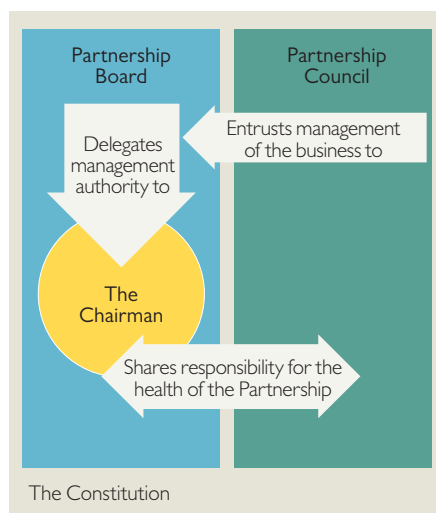 Partnership
Board
Partnership
Council
Entrusts management
of the business to
Delegates
management
authority to
The
Chairman
Shares responsibility for the
health of the Partnership
The Constitution